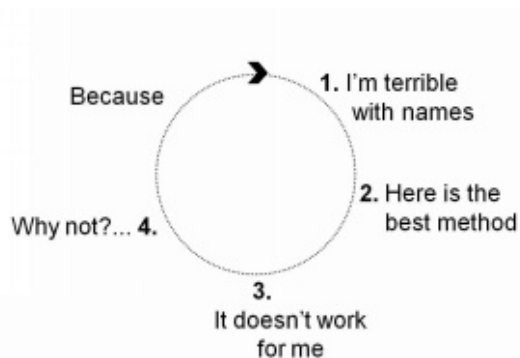 1. I'm terrible
with names
2. Here is the
best method
3.
It doesn't work
for me
Why not?... 4.
Because